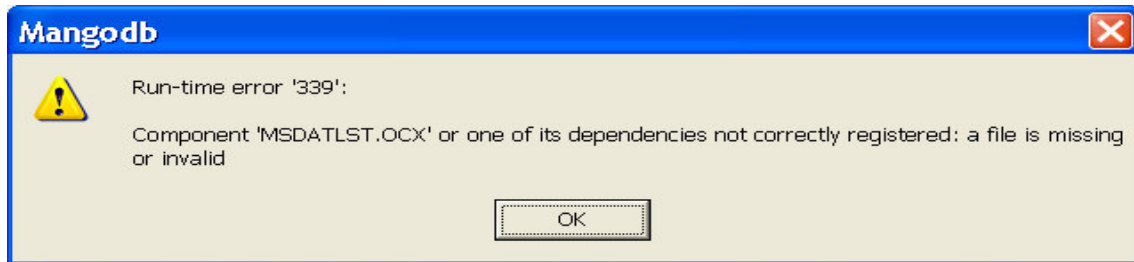 Mangodb
Run-time error '339':
Component 'MSDATLST.OCX' or one of its dependencies not correctly registered: a file is missing
or invalid
OK